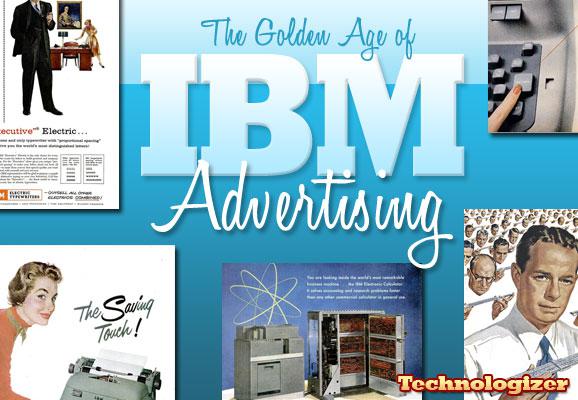 The Golden Age of
IBM
Advertising
Executive® Electric...
ELECTRIC
TYPEWRITERS
OUTSELL ALL OTHER
ELECTRICS COMBINED!
The Saving
Touch!
IBM
You are looking inside the world's most remarkable
business machine . . . the IBM Electronic Calculator.
It solves accounting and research problems faster
than any other commercial calculator in general use.
Technologizer